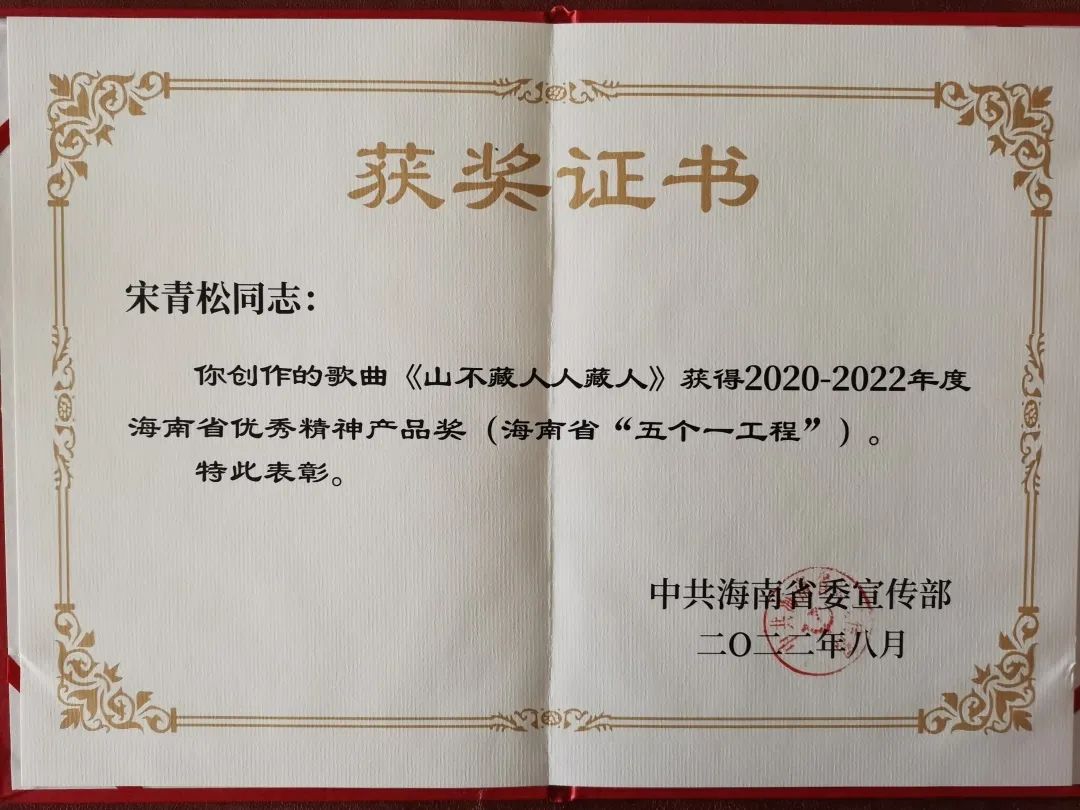 获奖证书
宋青松同志：
你创作的歌曲《山不藏人人藏人》获得2020-2022年度
海南省优秀精神产品奖（海南省“五个一工程”）。
特此表彰。
中共海南省委宣传部
二〇二二年八月